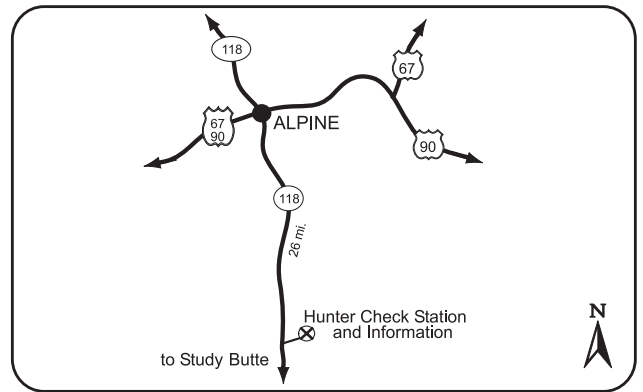 118
67
67
90
ALPINE
90
118
26 mi.
N
Hunter Check Station
and Information
to Study Butte